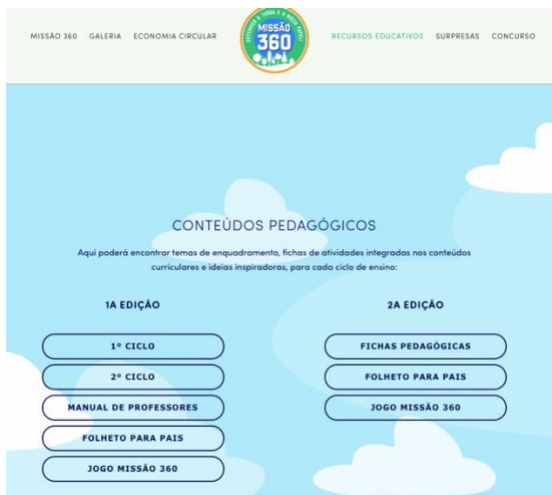 MISSÃO 360 GALERIA ECONOMIA CIRCULAR
MISSÃO
360
RECURSOS EDUCATIVOS SURPRESAS CONCURSO
CONTEÚDOS PEDAGÓGICOS
Aqui poderá encontrar temas de enquadramento, fichas de atividades integradas nos conteúdos
curriculares e ideias inspiradoras, para cada ciclo de ensino:
1A EDIÇÃO
1º CICLO
2º CICLO
MANUAL DE PROFESSORES
FOLHETO PARA PAIS
JOGO MISSÃO 360
2A EDIÇÃO
FICHAS PEDAGÓGICAS
FOLHETO PARA PAIS
JOGO MISSÃO 360